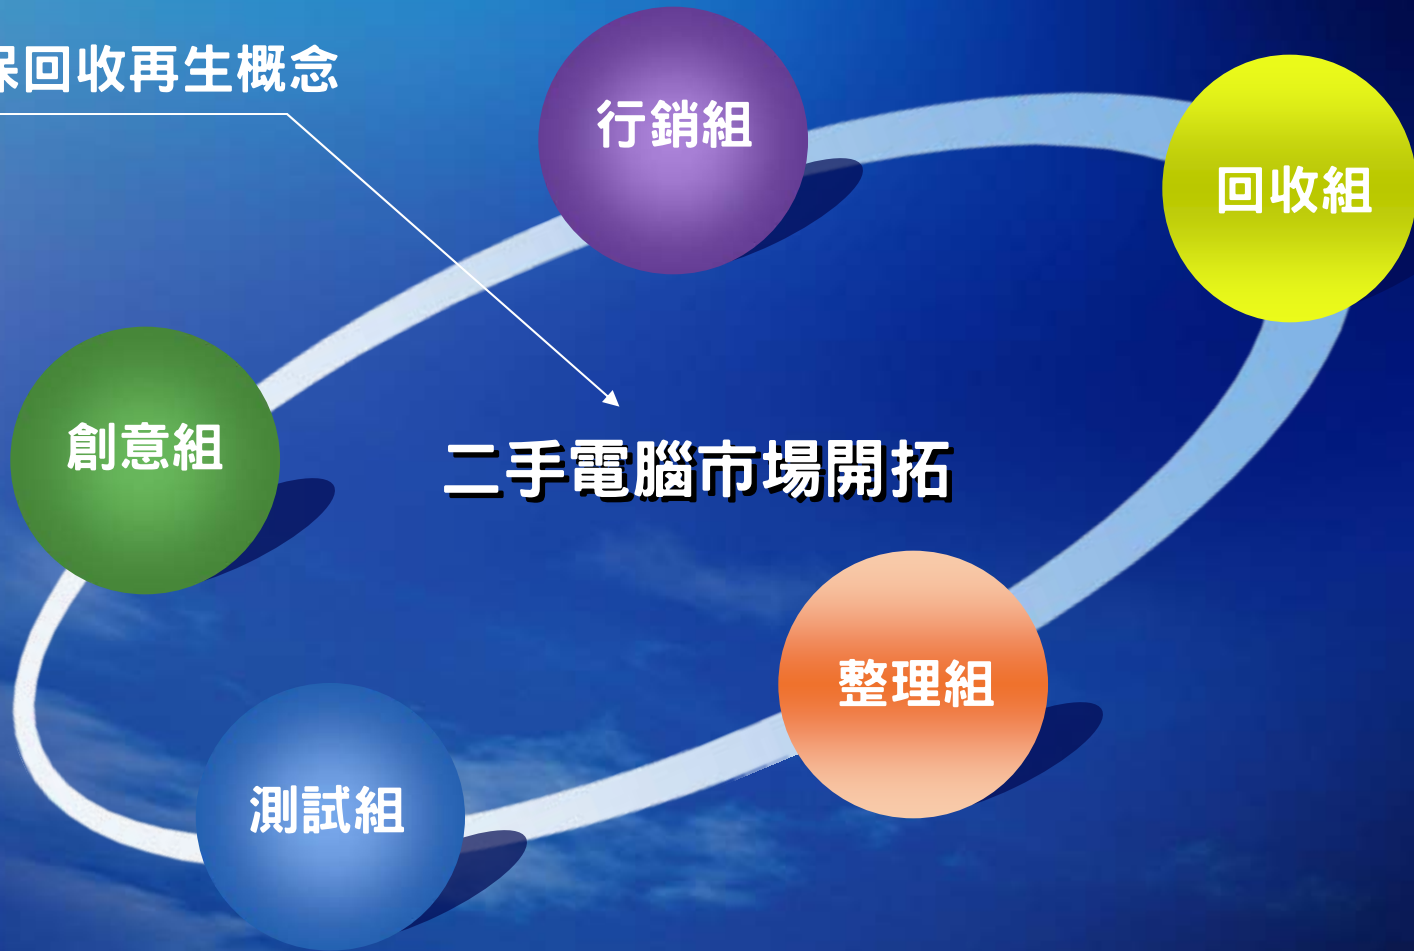 保回收再生概念
行銷組
回收組
創意組
二手電腦市場開拓
整理組
測試組